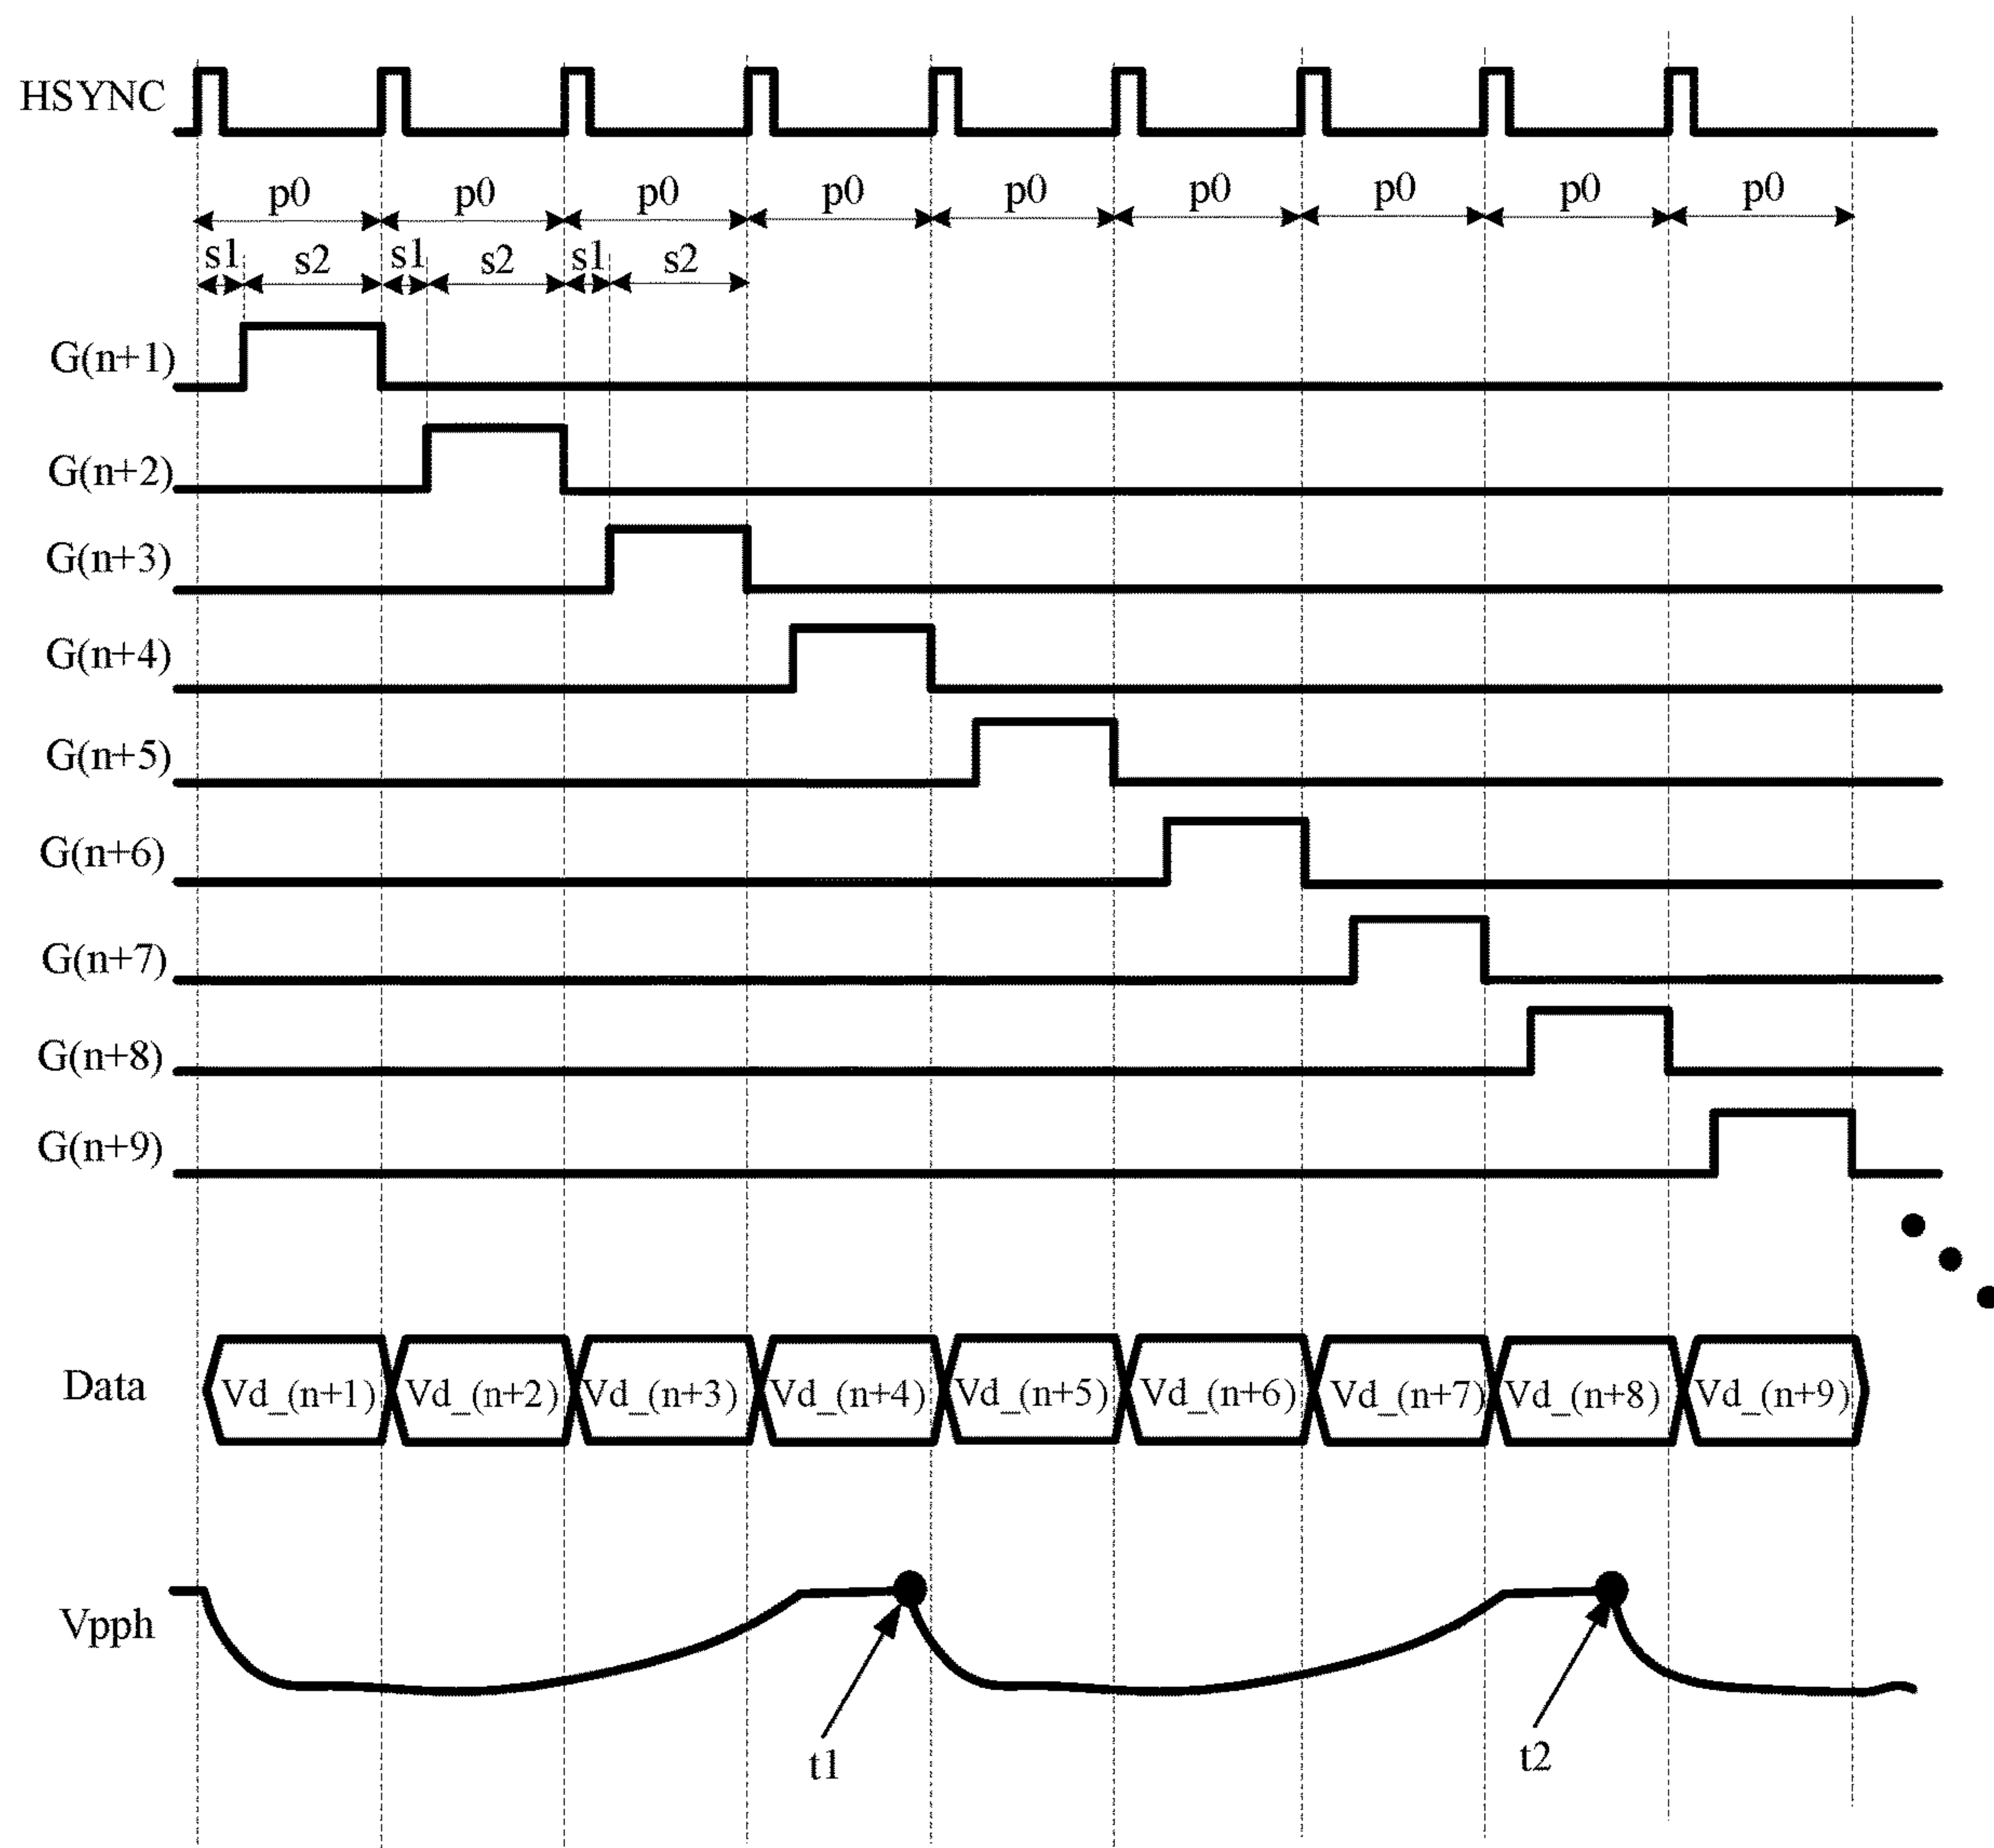 HSYNC
p0 p0 p0 p0 p0 p0 p0 p0 p0
s1 s2 s1 s2 s1 s2
G(n+1)
G(n+2)
G(n+3)
G(n+4)
G(n+5)
G(n+6)
G(n+7)
G(n+8)
G(n+9)
Data Vd_(n+1) Vd_(n+2) Vd_(n+3) Vd_(n+4) Vd_(n+5) Vd_(n+6) Vd_(n+7) Vd_(n+8) Vd_(n+9)
Vpph
t1 t2